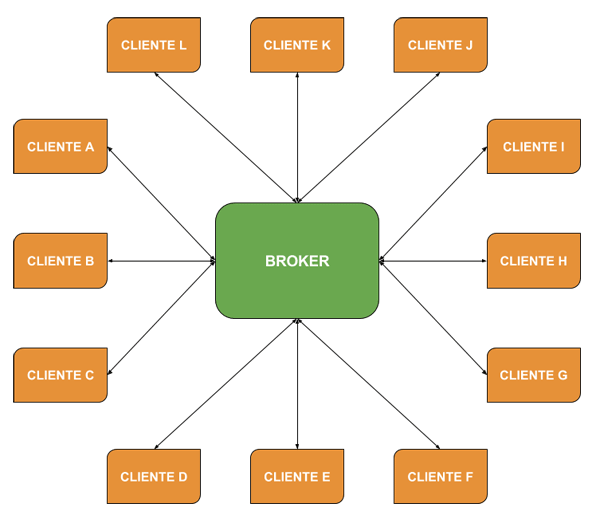 CLIENTE L
CLIENTE K
CLIENTE J
CLIENTE A
CLIENTE I
CLIENTE B
BROKER
CLIENTE H
CLIENTE C
CLIENTE G
CLIENTE D
CLIENTE E
CLIENTE F